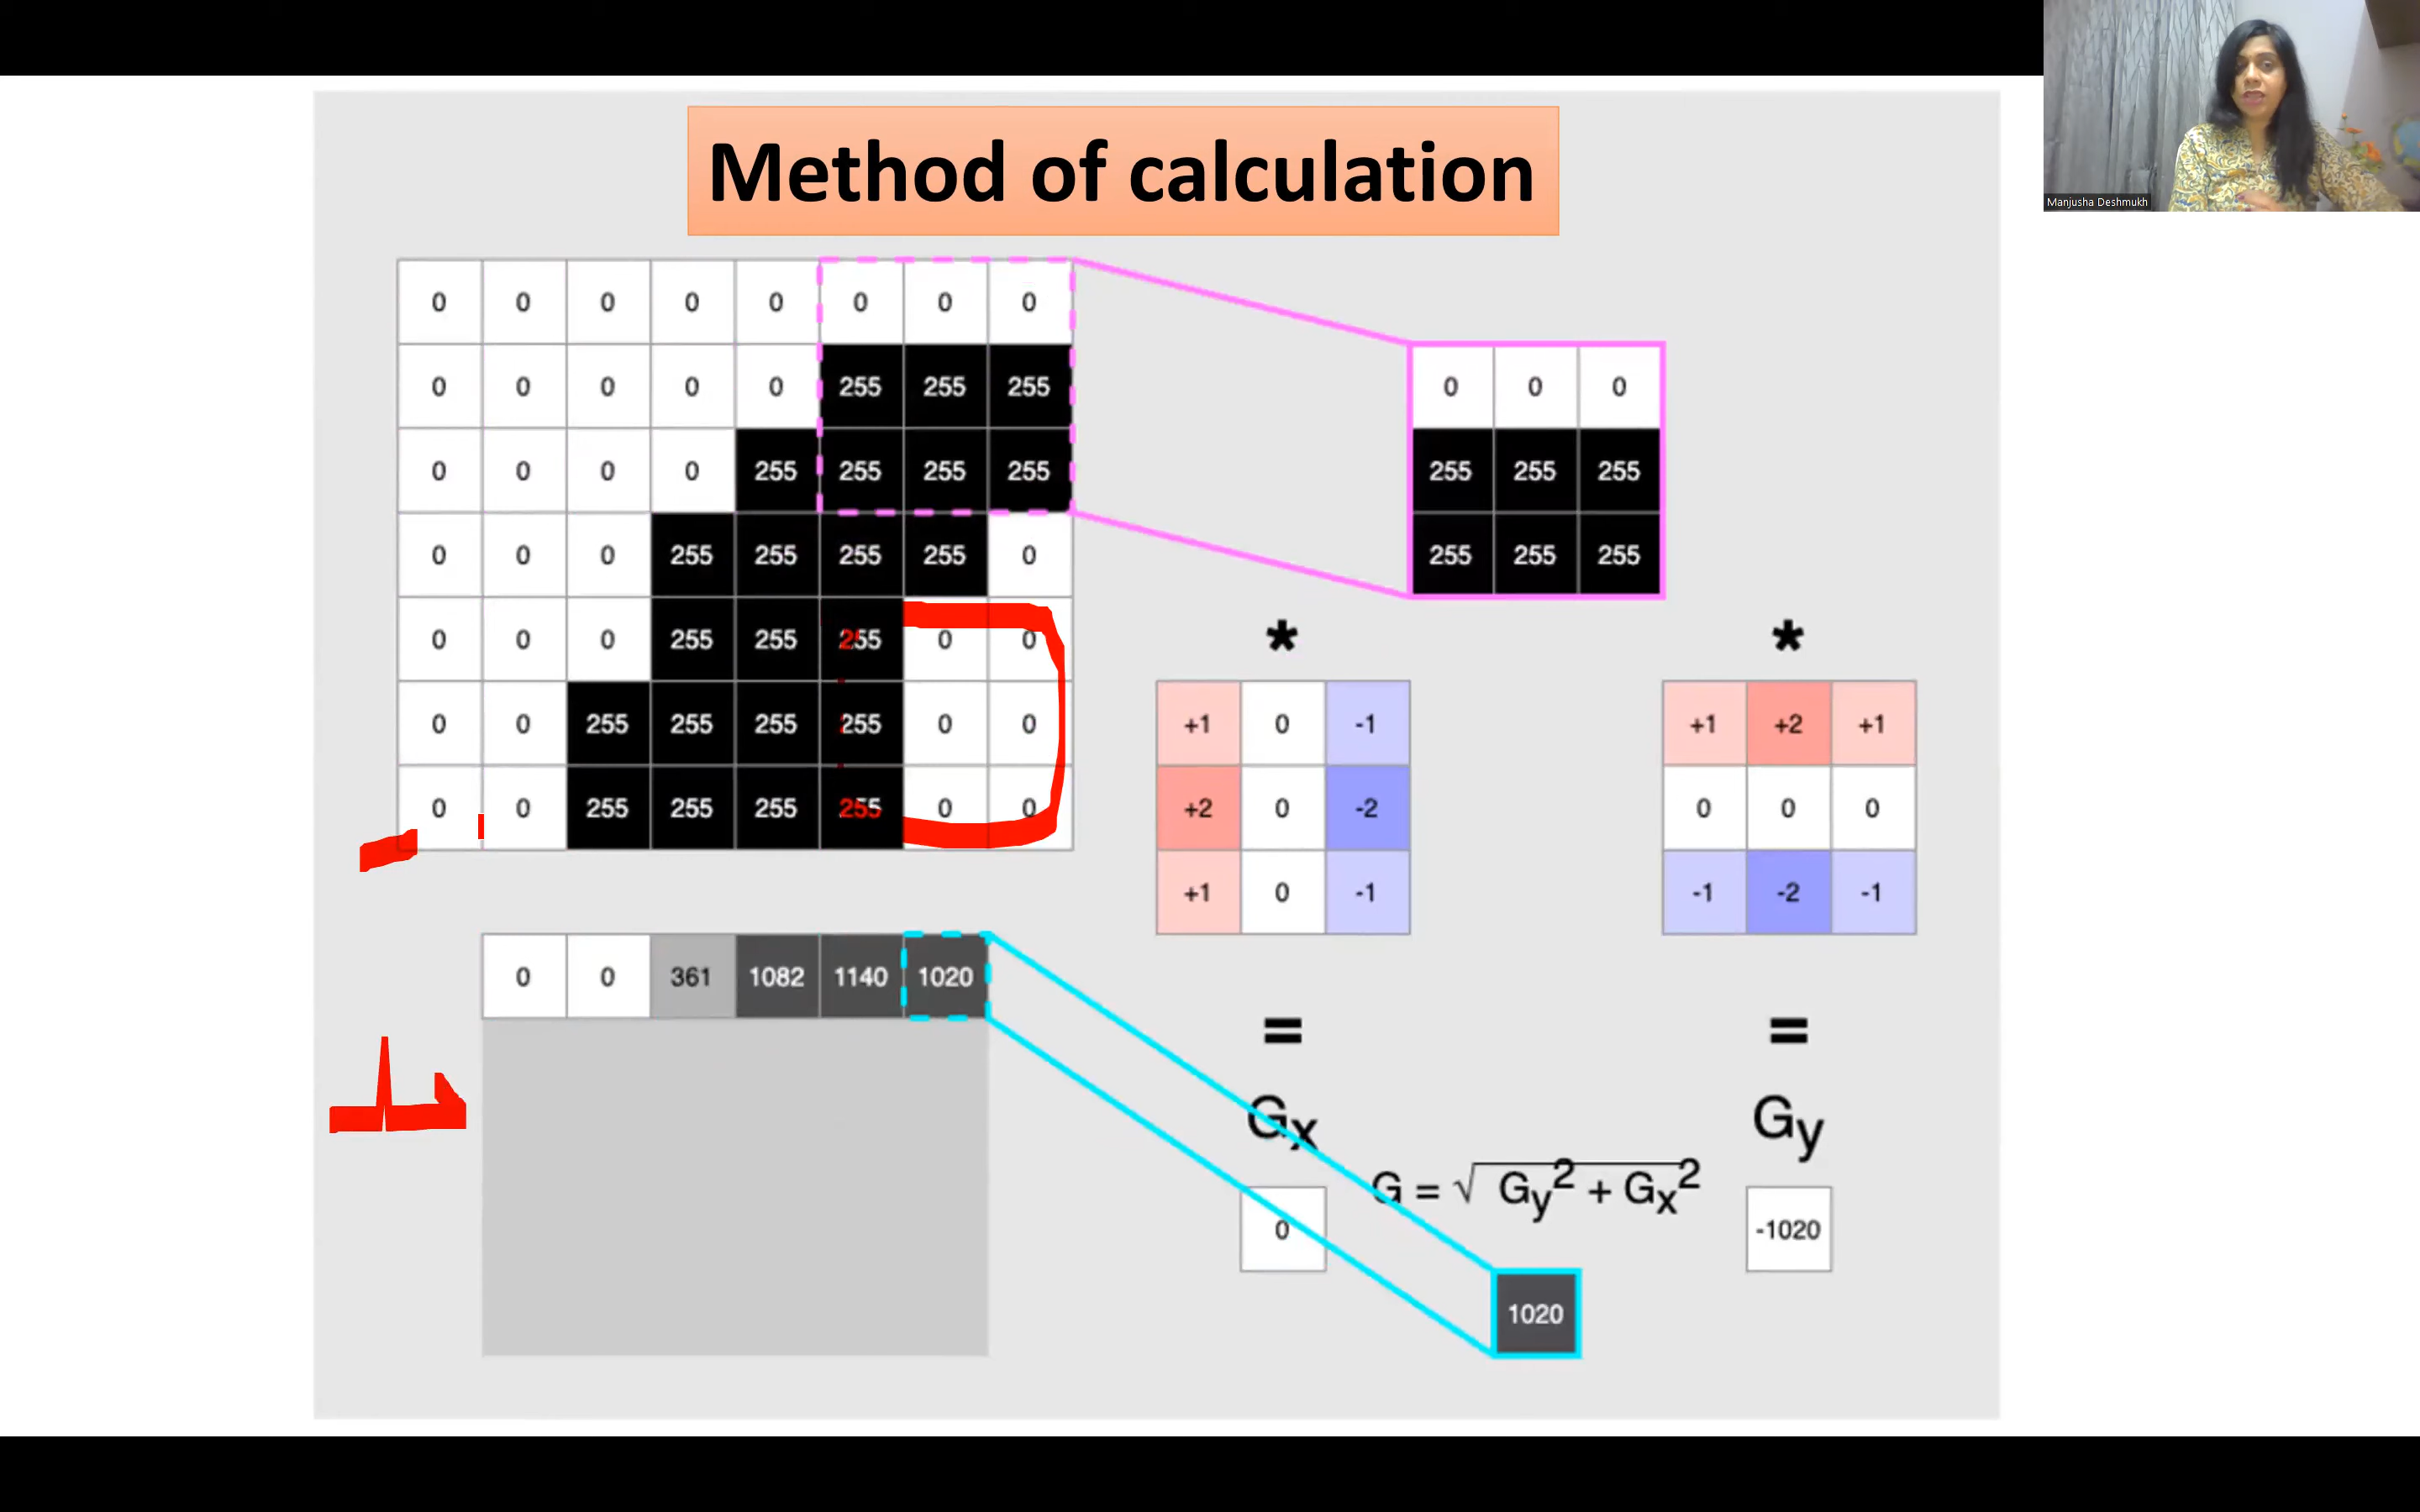 Manjusha Deshmukh
Method of calculation
0 0 0 0 0 0 0 0
0 0 0 0 0 255 255 255
0 0 0 0 255 255 255 255
0 0 0 255 255 255 255 0
0 0 0 255 255 255 0 0
0 0 255 255 255 255 0 0
0 0 255 255 255 255 0 0
0 0 0
255 255 255
255 255 255
* *
+1 0 -1
+2 0 -2
+1 0 -1
+1 +2 +1
0 0 0
-1 -2 -1
0 0 361 1082 1140 1020
= =
Gx Gy
G = √ Gy² + Gx²
0 -1020
1020